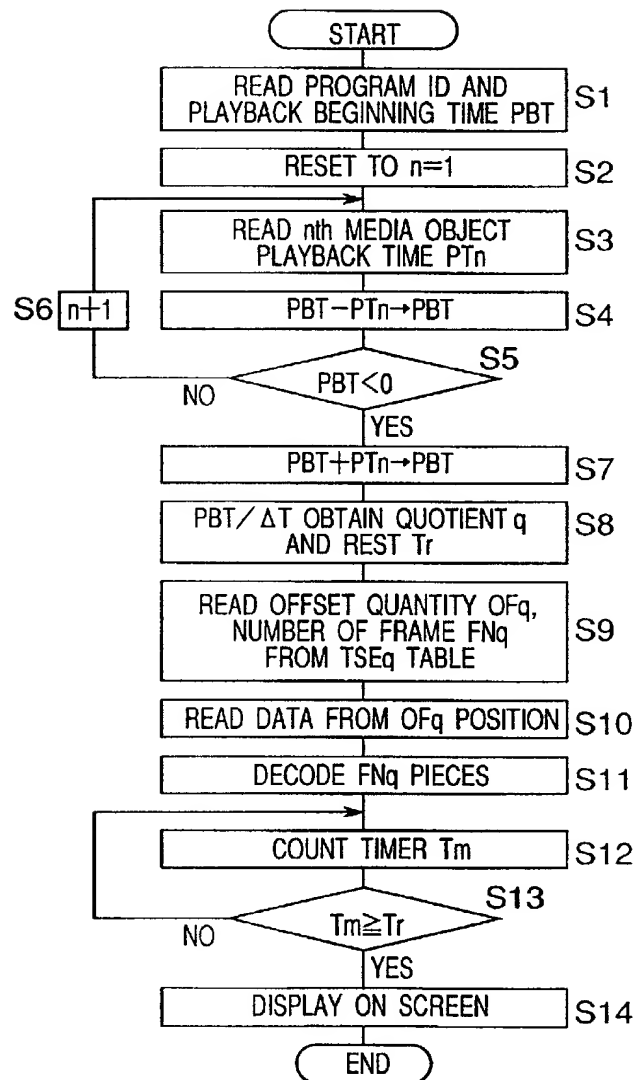 START
READ PROGRAM ID AND
PLAYBACK BEGINNING TIME PBT
S1
RESET TO n=1
S2
READ nth MEDIA OBJECT
PLAYBACK TIME PTn
S3
S6
n+1
PBT-PTn→PBT
S4
S5
PBT<0
NO
YES
PBT+PTn→PBT
S7
PBT/ΔT OBTAIN QUOTIENT q
AND REST Tr
S8
READ OFFSET QUANTITY OFq,
NUMBER OF FRAME FNq
FROM TSEq TABLE
S9
READ DATA FROM OFq POSITION
S10
DECODE FNq PIECES
S11
COUNT TIMER Tm
S12
S13
Tm≧Tr
NO
YES
DISPLAY ON SCREEN
S14
END